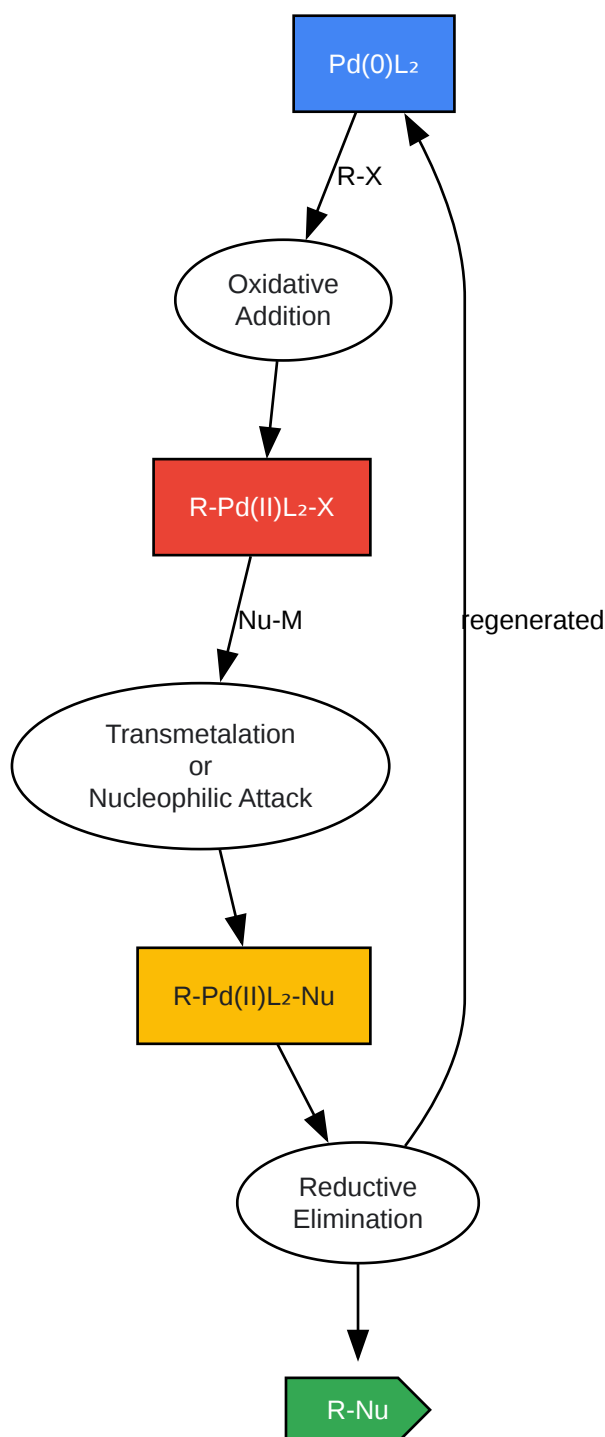 Pd(0)L₂
R-X
Oxidative
Addition
R-Pd(II)L₂-X
Nu-M
regenerated
Transmetalation
or
Nucleophilic Attack
R-Pd(II)L₂-Nu
Reductive
Elimination
R-Nu